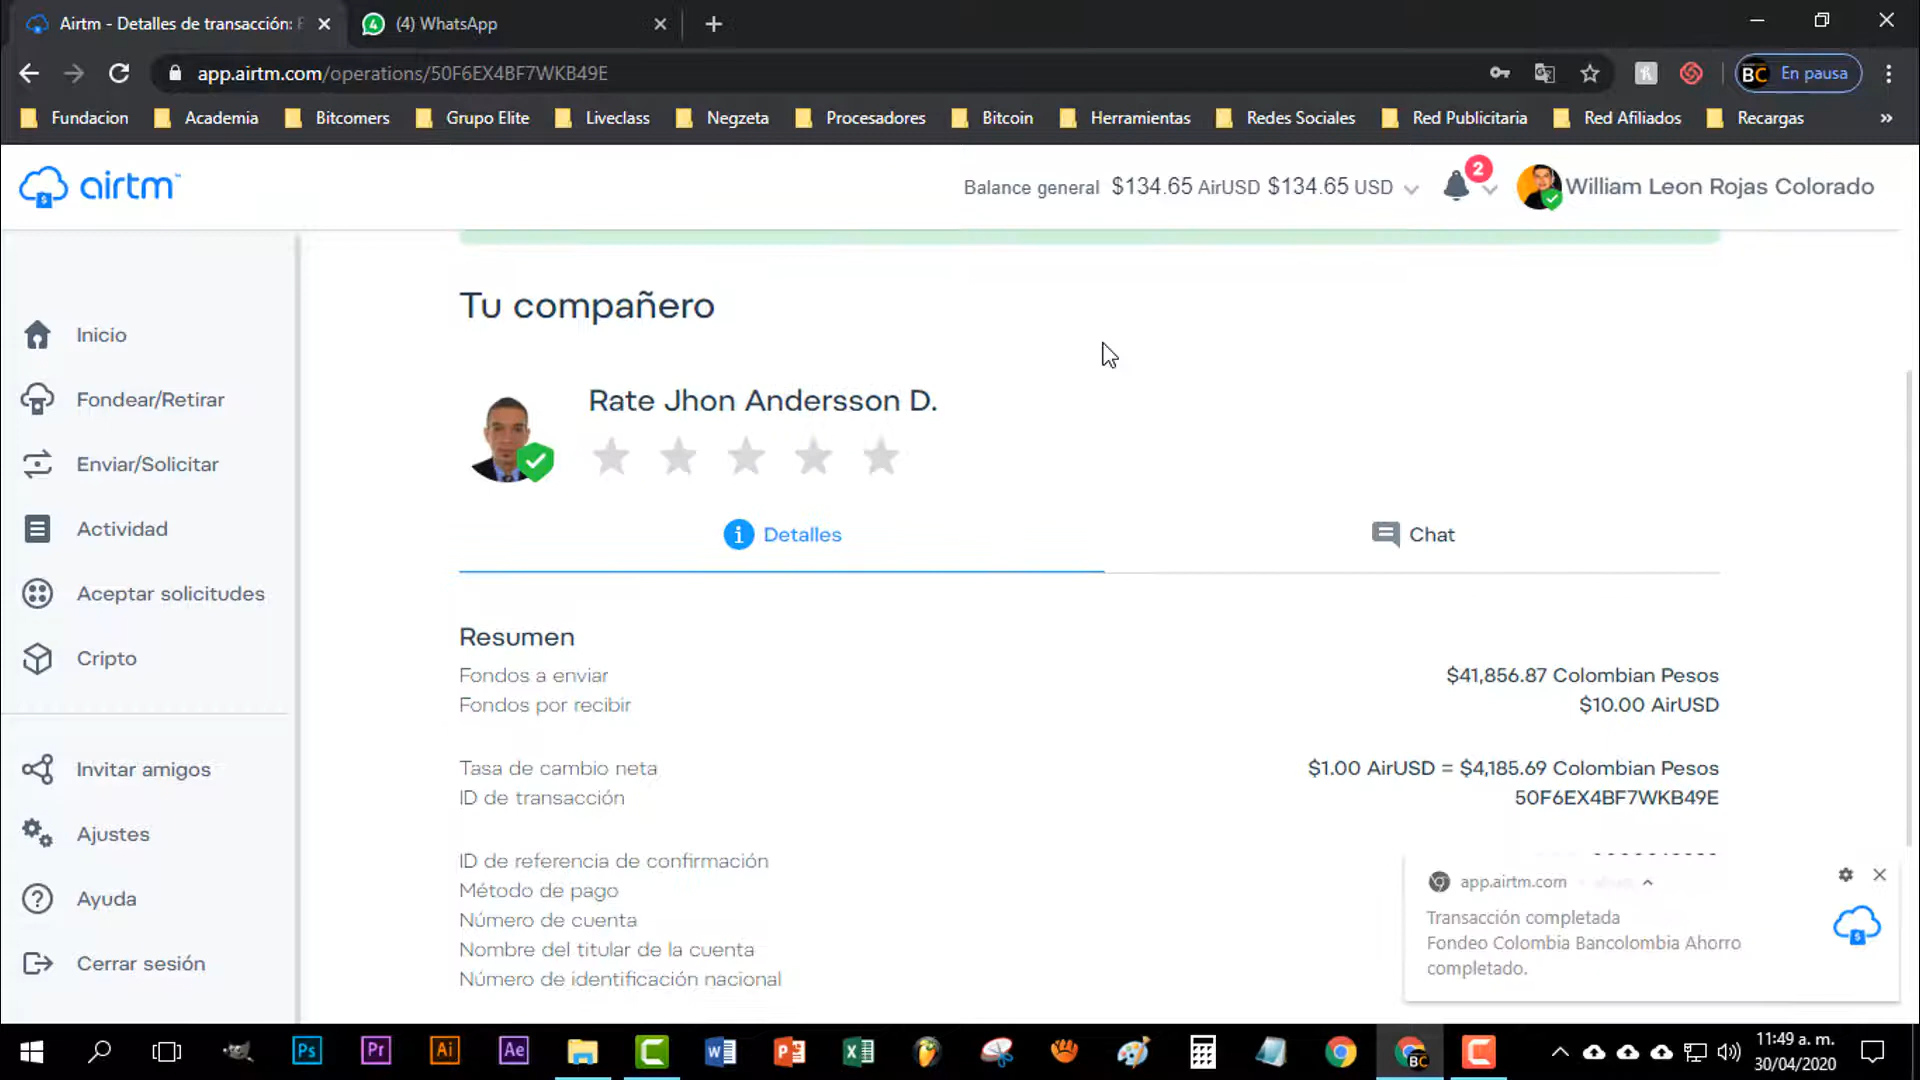 Airtm - Detalles de transacción:
(4) WhatsApp
app.airtm.com/operations/50F6EX4BF7WKB49E
BC En pausa
Fundacion Academia Bitcomers Grupo Elite Liveclass Negzeta Procesadores Bitcoin Herramientas Redes Sociales Red Publicitaria Red Afiliados Recargas »
airtm
Balance general $134.65 AirUSD $134.65 USD
2
William Leon Rojas Colorado
Inicio
Fondear/Retirar
Enviar/Solicitar
Actividad
Aceptar solicitudes
Cripto
Invitar amigos
Ajustes
Ayuda
Cerrar sesión
Tu compañero
Rate Jhon Andersson D.
Detalles
Chat
Resumen
Fondos a enviar $41,856.87 Colombian Pesos
Fondos por recibir $10.00 AirUSD
Tasa de cambio neta $1.00 AirUSD = $4,185.69 Colombian Pesos
ID de transacción 50F6EX4BF7WKB49E
ID de referencia de confirmación
Método de pago
Número de cuenta
Nombre del titular de la cuenta
Número de identificación nacional
app.airtm.com
Transacción completada
Fondeo Colombia Bancolombia Ahorro
completado.
Ps Pr Ai Ae
11:49 a. m.
30/04/2020